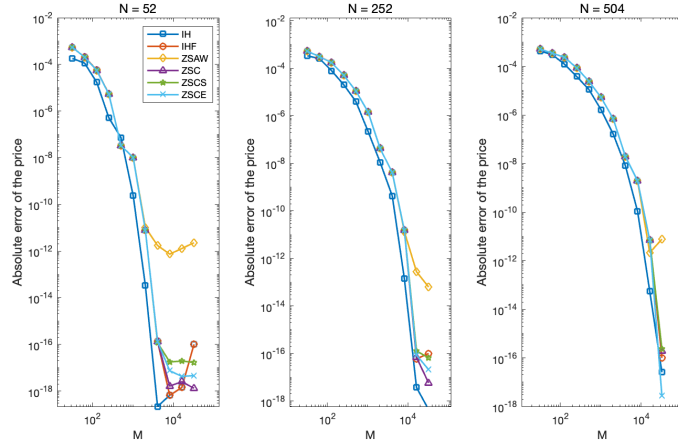 N = 52
Absolute error of the price
10^-2
10^-4
10^-6
10^-8
10^-10
10^-12
10^-14
10^-16
10^-18
10^2
10^4
M
IH
IHF
ZSAW
ZSC
ZSCS
ZSCE
N = 252
Absolute error of the price
10^-2
10^-4
10^-6
10^-8
10^-10
10^-12
10^-14
10^-16
10^-18
10^2
10^4
M
N = 504
Absolute error of the price
10^-2
10^-4
10^-6
10^-8
10^-10
10^-12
10^-14
10^-16
10^-18
10^2
10^4
M